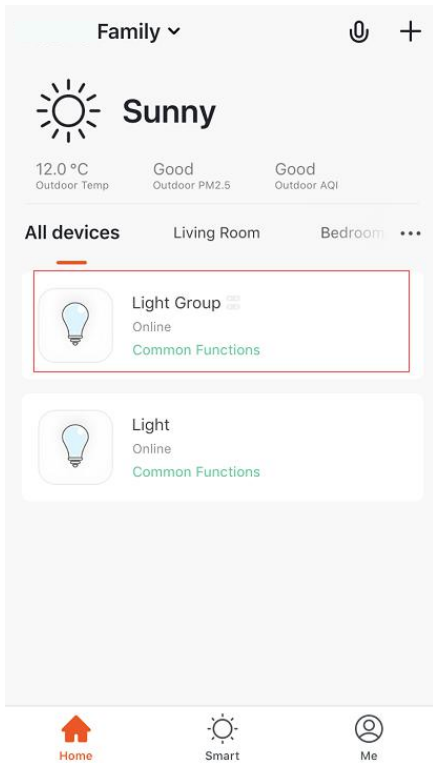 Family
Sunny
12.0 °C Good Good
Outdoor Temp Outdoor PM2.5 Outdoor AQI
All devices Living Room Bedroom
Light Group
Online
Common Functions
Light
Online
Common Functions
Home Smart Me